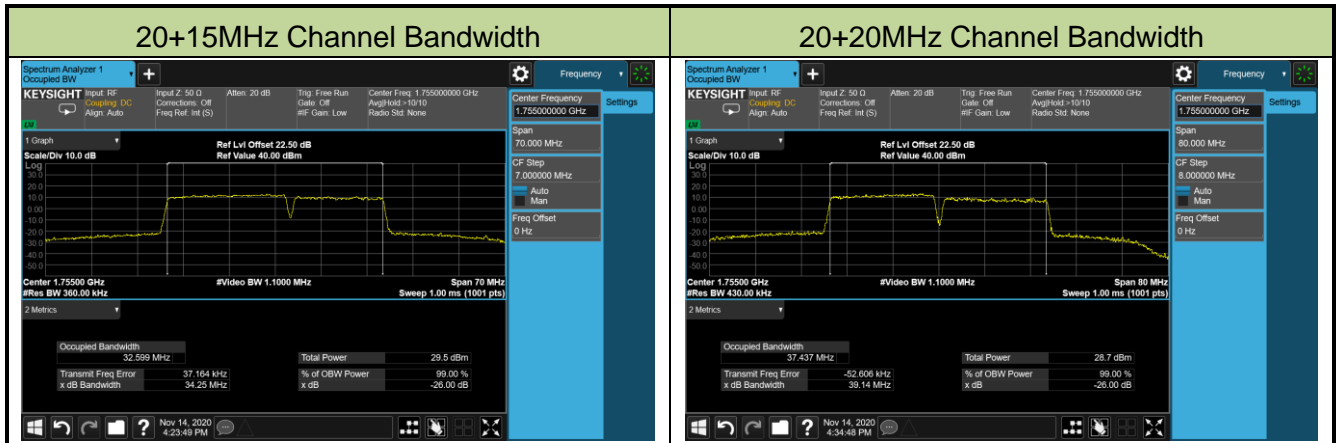 20+15MHz Channel Bandwidth
Spectrum Analyzer 1
Occupied BW
+
Frequency
KEYSIGHT
Input: RF
Coupling: DC
Align: Auto
Input Z: 50 Ω
Corrections: Off
Freq Ref: Int (S)
Atten: 20 dB
Trig: Free Run
Gate: Off
#IF Gain: Low
Center Freq: 1.755000000 GHz
Avg|Hold:>10/10
Radio Std: None
LXI
Center Frequency
1.755000000 GHz
Settings
Span
70.000 MHz
CF Step
7.000000 MHz
Auto
Man
Freq Offset
0 Hz
1 Graph
Scale/Div 10.0 dB
Ref Lvl Offset 22.50 dB
Ref Value 40.00 dBm
Log
30.0
20.0
10.0
0.00
-10.0
-20.0
-30.0
-40.0
-50.0
Center 1.75500 GHz
#Video BW 1.1000 MHz
Span 70 MHz
#Res BW 360.00 kHz
Sweep 1.00 ms (1001 pts)
2 Metrics
Occupied Bandwidth
32.599 MHz
Total Power 29.5 dBm
Transmit Freq Error 37.164 kHz
% of OBW Power 99.00 %
x dB Bandwidth 34.25 MHz
x dB -26.00 dB
?
Nov 14, 2020
4:23:49 PM
20+20MHz Channel Bandwidth
Spectrum Analyzer 1
Occupied BW
+
Frequency
KEYSIGHT
Input: RF
Coupling: DC
Align: Auto
Input Z: 50 Ω
Corrections: Off
Freq Ref: Int (S)
Atten: 20 dB
Trig: Free Run
Gate: Off
#IF Gain: Low
Center Freq: 1.755000000 GHz
Avg|Hold:>10/10
Radio Std: None
LXI
Center Frequency
1.755000000 GHz
Settings
Span
80.000 MHz
CF Step
8.000000 MHz
Auto
Man
Freq Offset
0 Hz
1 Graph
Scale/Div 10.0 dB
Ref Lvl Offset 22.50 dB
Ref Value 40.00 dBm
Log
30.0
20.0
10.0
0.00
-10.0
-20.0
-30.0
-40.0
-50.0
Center 1.75500 GHz
#Video BW 1.1000 MHz
Span 80 MHz
#Res BW 430.00 kHz
Sweep 1.00 ms (1001 pts)
2 Metrics
Occupied Bandwidth
37.437 MHz
Total Power 28.7 dBm
Transmit Freq Error -52.606 kHz
% of OBW Power 99.00 %
x dB Bandwidth 39.14 MHz
x dB -26.00 dB
?
Nov 14, 2020
4:34:48 PM